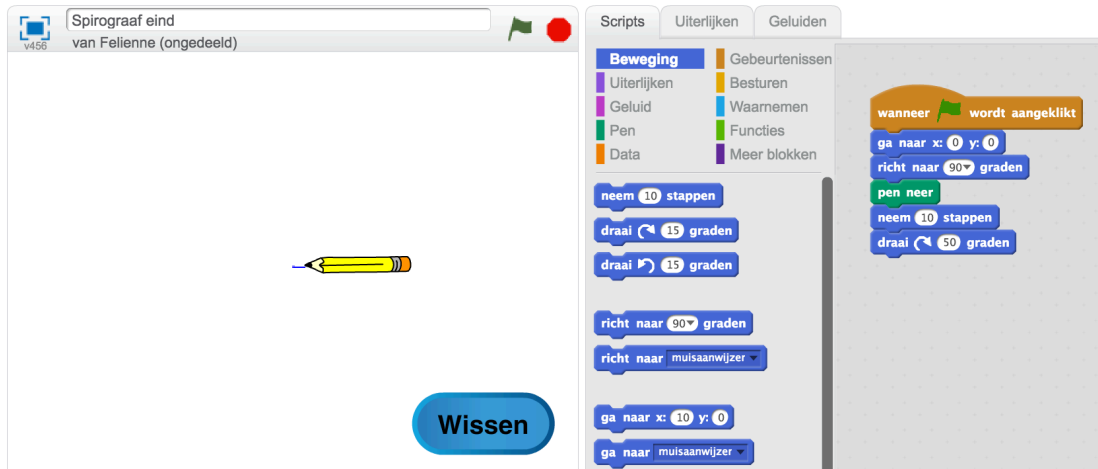 Spirograaf eind
van Felienne (ongedeeld)
v456
Wissen
Scripts
Uiterlijken
Geluiden
Beweging
Gebeurtenissen
Uiterlijken
Besturen
Geluid
Waarnemen
Pen
Functies
Data
Meer blokken
neem 10 stappen
draai 15 graden
draai 15 graden
richt naar 90 graden
richt naar muisaanwijzer
ga naar x: 10 y: 0
ga naar muisaanwijzer
wanneer wordt aangeklikt
ga naar x: 0 y: 0
richt naar 90 graden
pen neer
neem 10 stappen
draai 50 graden